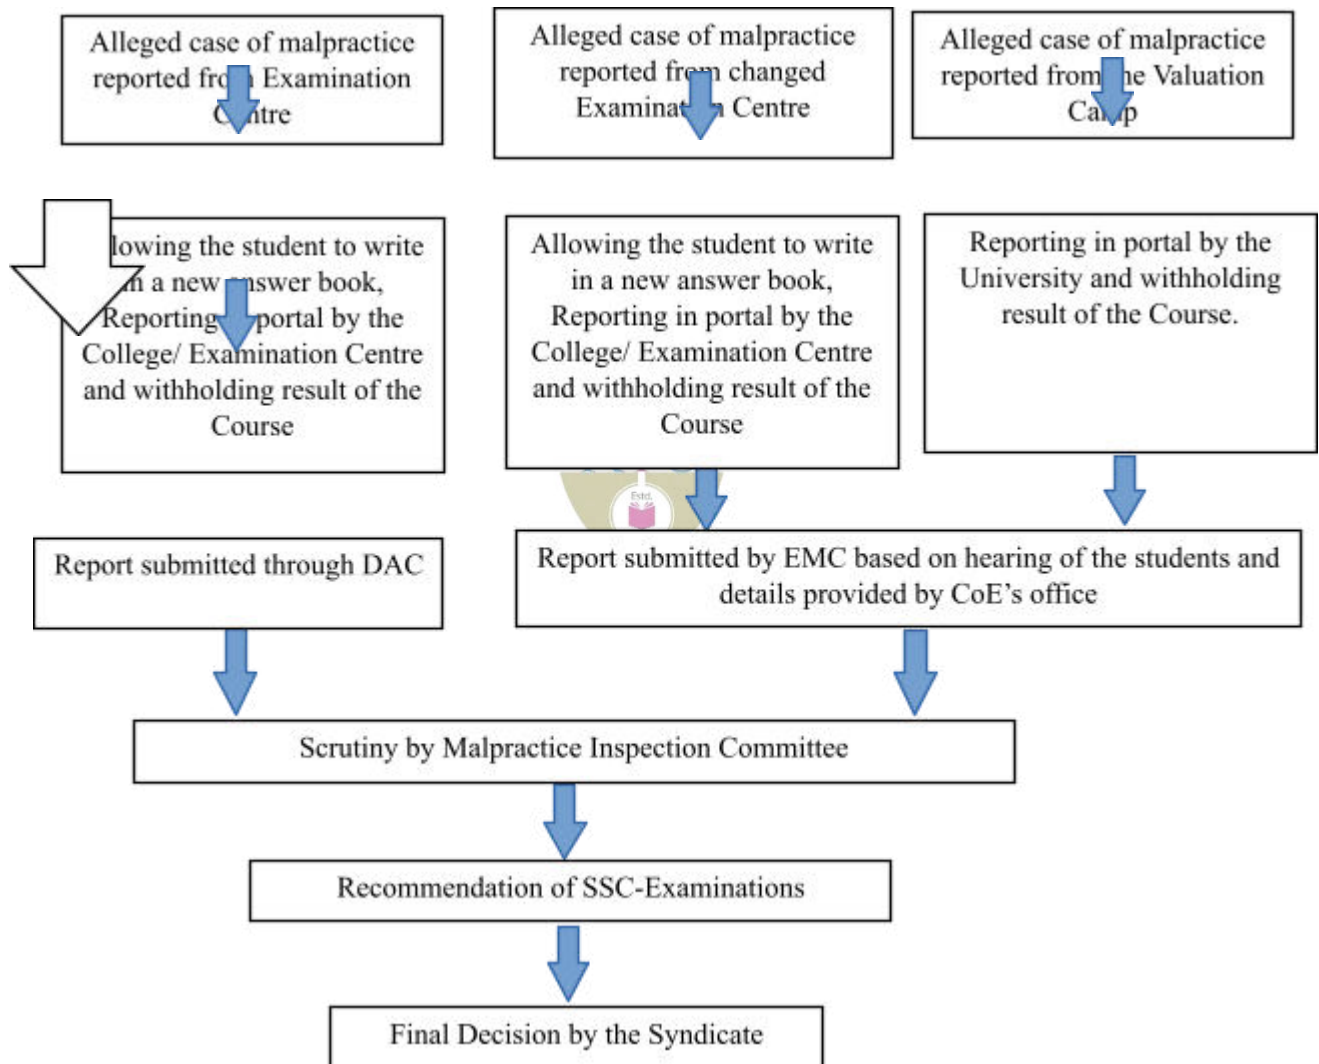 Alleged case of malpractice
reported from Examination
Centre
Alleged case of malpractice
reported from changed
Examination Centre
Alleged case of malpractice
reported from the Valuation
Camp
Allowing the student to write
in a new answer book,
Reporting portal by the
College/ Examination Centre
and withholding result of the
Course
Allowing the student to write
in a new answer book,
Reporting in portal by the
College/ Examination Centre
and withholding result of the
Course
Reporting in portal by the
University and withholding
result of the Course.
Estd.
Report submitted through DAC
Report submitted by EMC based on hearing of the students and
details provided by CoE’s office
Scrutiny by Malpractice Inspection Committee
Recommendation of SSC-Examinations
Final Decision by the Syndicate